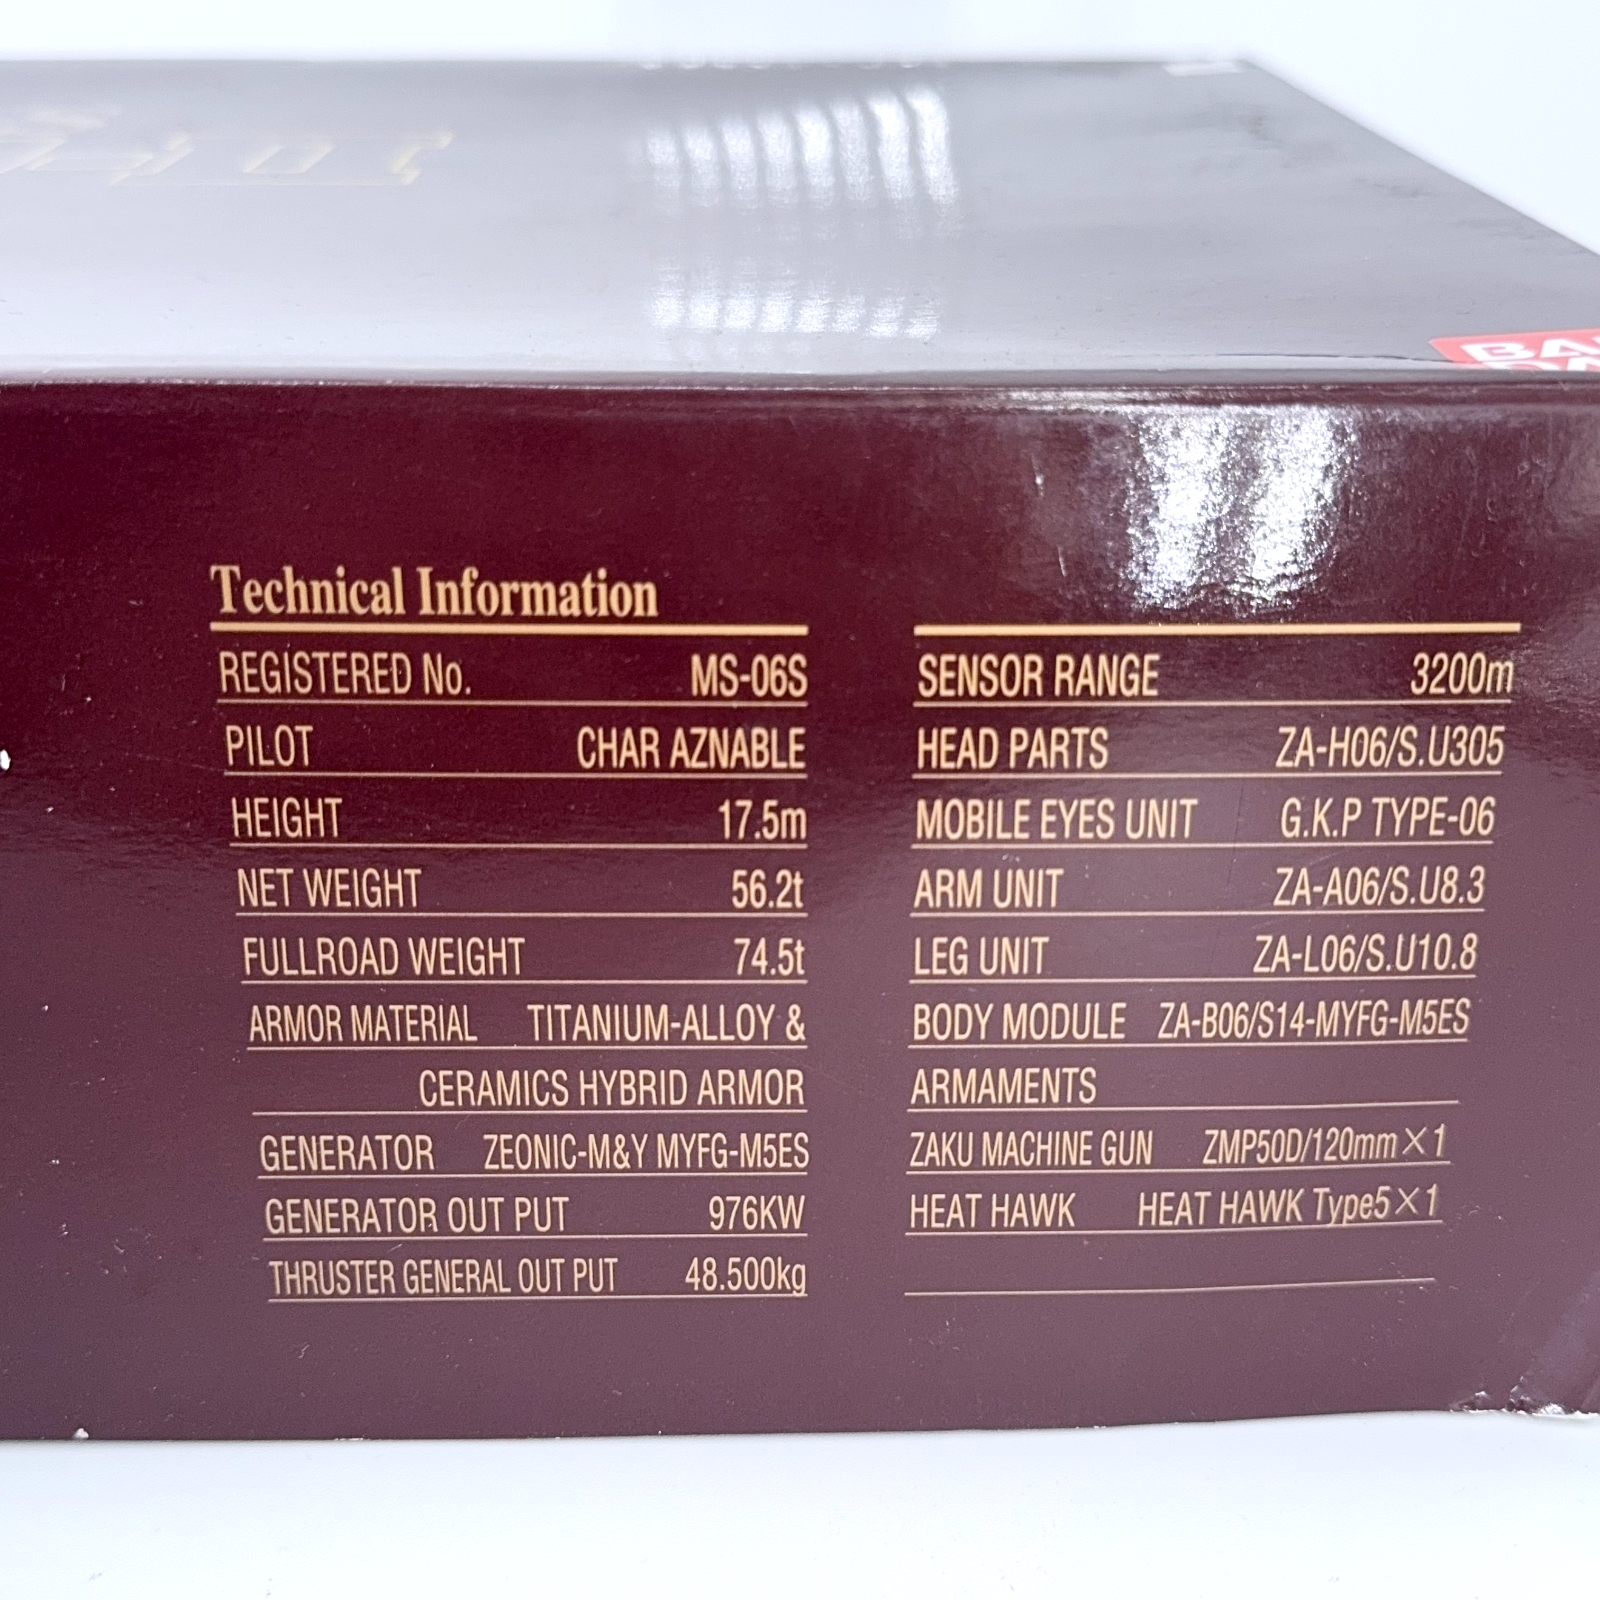 Technical Information
REGISTERED No. MS-06S
PILOT CHAR AZNABLE
HEIGHT 17.5m
NET WEIGHT 56.2t
FULLROAD WEIGHT 74.5t
ARMOR MATERIAL TITANIUM-ALLOY &
CERAMICS HYBRID ARMOR
GENERATOR ZEONIC-M&Y MYFG-M5ES
GENERATOR OUT PUT 976KW
THRUSTER GENERAL OUT PUT 48.500kg
SENSOR RANGE 3200m
HEAD PARTS ZA-H06/S.U305
MOBILE EYES UNIT G.K.P TYPE-06
ARM UNIT ZA-A06/S.U8.3
LEG UNIT ZA-L06/S.U10.8
BODY MODULE ZA-B06/S14-MYFG-M5ES
ARMAMENTS
ZAKU MACHINE GUN ZMP50D/120mm×1
HEAT HAWK HEAT HAWK Type5×1